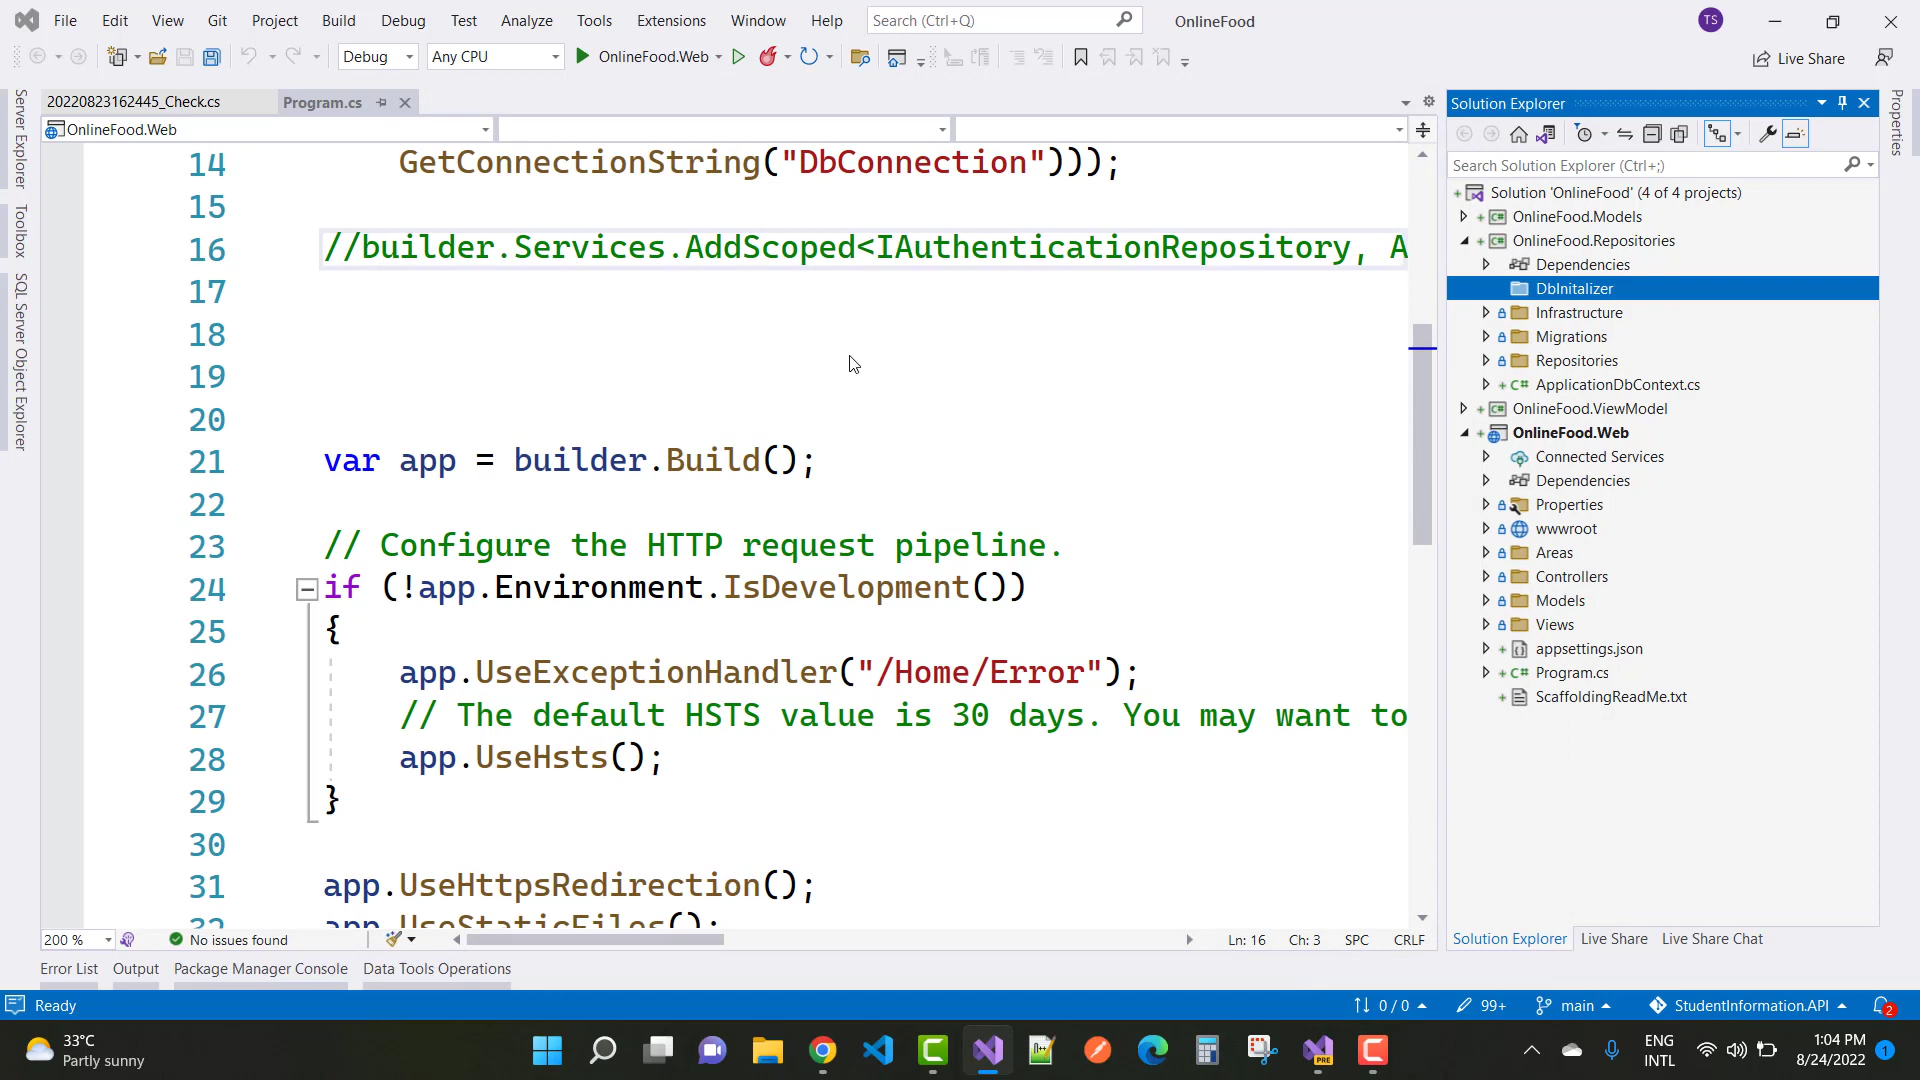 File Edit View Git Project Build Debug Test Analyze Tools Extensions Window Help Search (Ctrl+Q) OnlineFood TS
Debug Any CPU OnlineFood.Web Live Share
20220823162445_Check.cs Program.cs
OnlineFood.Web
14 GetConnectionString("DbConnection")));
15
16 //builder.Services.AddScoped<IAuthenticationRepository, A
17
18
19
20
21 var app = builder.Build();
22
23 // Configure the HTTP request pipeline.
24 if (!app.Environment.IsDevelopment())
25 {
26 app.UseExceptionHandler("/Home/Error");
27 // The default HSTS value is 30 days. You may want to
28 app.UseHsts();
29 }
30
31 app.UseHttpsRedirection();
32 app.UseStaticFiles();
200 % No issues found Ln: 16 Ch: 3 SPC CRLF
Error List Output Package Manager Console Data Tools Operations
Server Explorer
Toolbox
SQL Server Object Explorer
Solution Explorer
Search Solution Explorer (Ctrl+;)
Solution 'OnlineFood' (4 of 4 projects)
OnlineFood.Models
OnlineFood.Repositories
Dependencies
DbInitalizer
Infrastructure
Migrations
Repositories
ApplicationDbContext.cs
OnlineFood.ViewModel
OnlineFood.Web
Connected Services
Dependencies
Properties
wwwroot
Areas
Controllers
Models
Views
appsettings.json
Program.cs
ScaffoldingReadMe.txt
Solution Explorer Live Share Live Share Chat
Properties
Ready 0 / 0 99+ main StudentInformation.API 2
33°C
Partly sunny
PRE
ENG
INTL
1:04 PM
8/24/2022
1